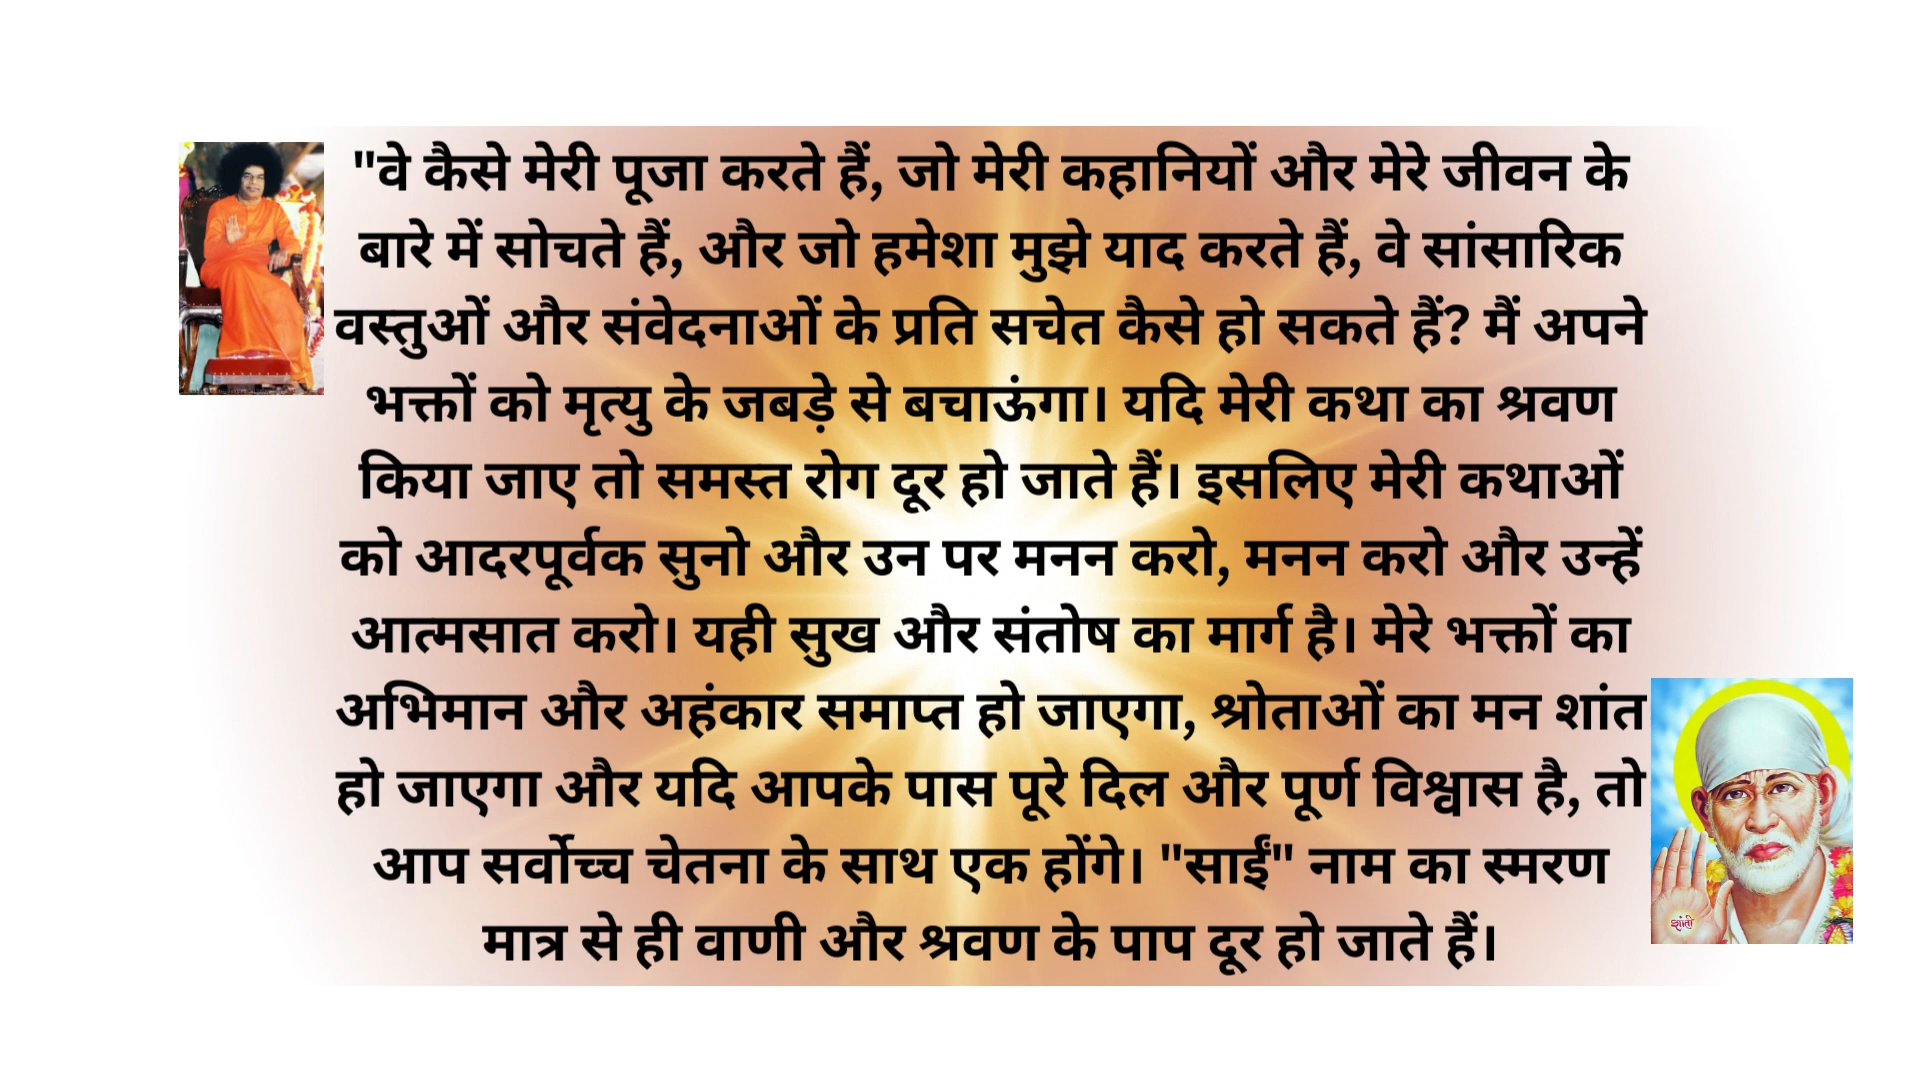 "वे कैसे मेरी पूजा करते हैं, जो मेरी कहानियों और मेरे जीवन के
बारे में सोचते हैं, और जो हमेशा मुझे याद करते हैं, वे सांसारिक
वस्तुओं और संवेदनाओं के प्रति सचेत कैसे हो सकते हैं? मैं अपने
भक्तों को मृत्यु के जबड़े से बचाऊंगा। यदि मेरी कथा का श्रवण
किया जाए तो समस्त रोग दूर हो जाते हैं। इसलिए मेरी कथाओं
को आदरपूर्वक सुनो और उन पर मनन करो, मनन करो और उन्हें
आत्मसात करो। यही सुख और संतोष का मार्ग है। मेरे भक्तों का
अभिमान और अहंकार समाप्त हो जाएगा, श्रोताओं का मन शांत
हो जाएगा और यदि आपके पास पूरे दिल और पूर्ण विश्वास है, तो
आप सर्वोच्च चेतना के साथ एक होंगे। "साईं" नाम का स्मरण
मात्र से ही वाणी और श्रवण के पाप दूर हो जाते हैं।
शांती